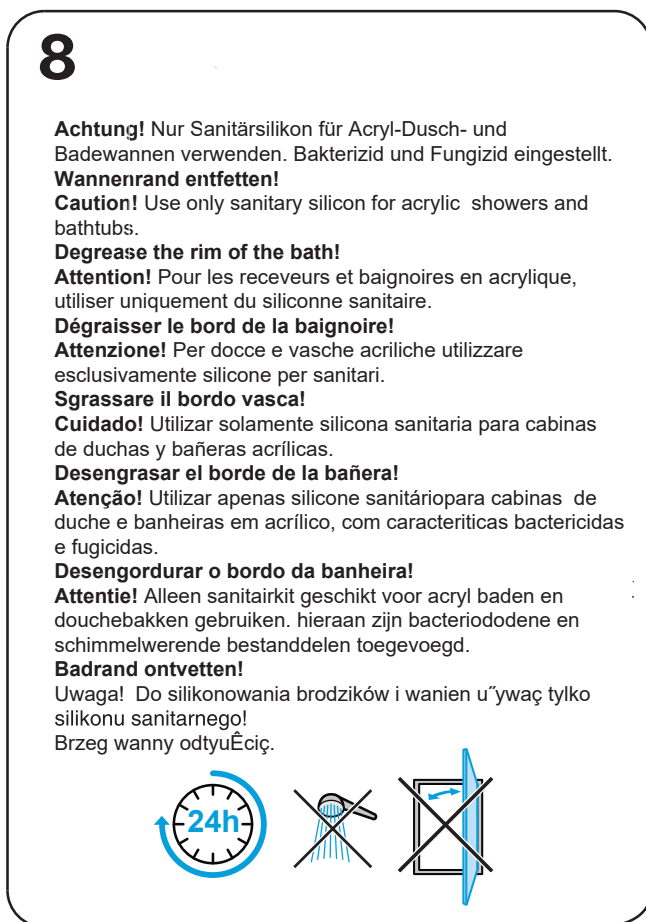 8
Achtung! Nur Sanitärsilikon für Acryl-Dusch- und
Badewannen verwenden. Bakterizid und Fungizid eingestellt.
Wannenrand entfetten!
Caution! Use only sanitary silicon for acrylic showers and
bathtubs.
Degrease the rim of the bath!
Attention! Pour les receveurs et baignoires en acrylique,
utiliser uniquement du siliconne sanitaire.
Dégraisser le bord de la baignoire!
Attenzione! Per docce e vasche acriliche utilizzare
esclusivamente silicone per sanitari.
Sgrassare il bordo vasca!
Cuidado! Utilizar solamente silicona sanitaria para cabinas
de duchas y bañeras acrílicas.
Desengrasar el borde de la bañera!
Atenção! Utilizar apenas silicone sanitáriopara cabinas de
duche e banheiras em acrílico, com caracteriticas bactericidas
e fugicidas.
Desengordurar o bordo da banheira!
Attentie! Alleen sanitairkit geschikt voor acryl baden en
douchebakken gebruiken. hieraan zijn bacteriododene en
schimmelwerende bestanddelen toegevoegd.
Badrand ontvetten!
Uwaga! Do silikonowania brodzików i wanien u˝ywaç tylko
silikonu sanitarnego!
Brzeg wanny odtyuÊciç.
24h